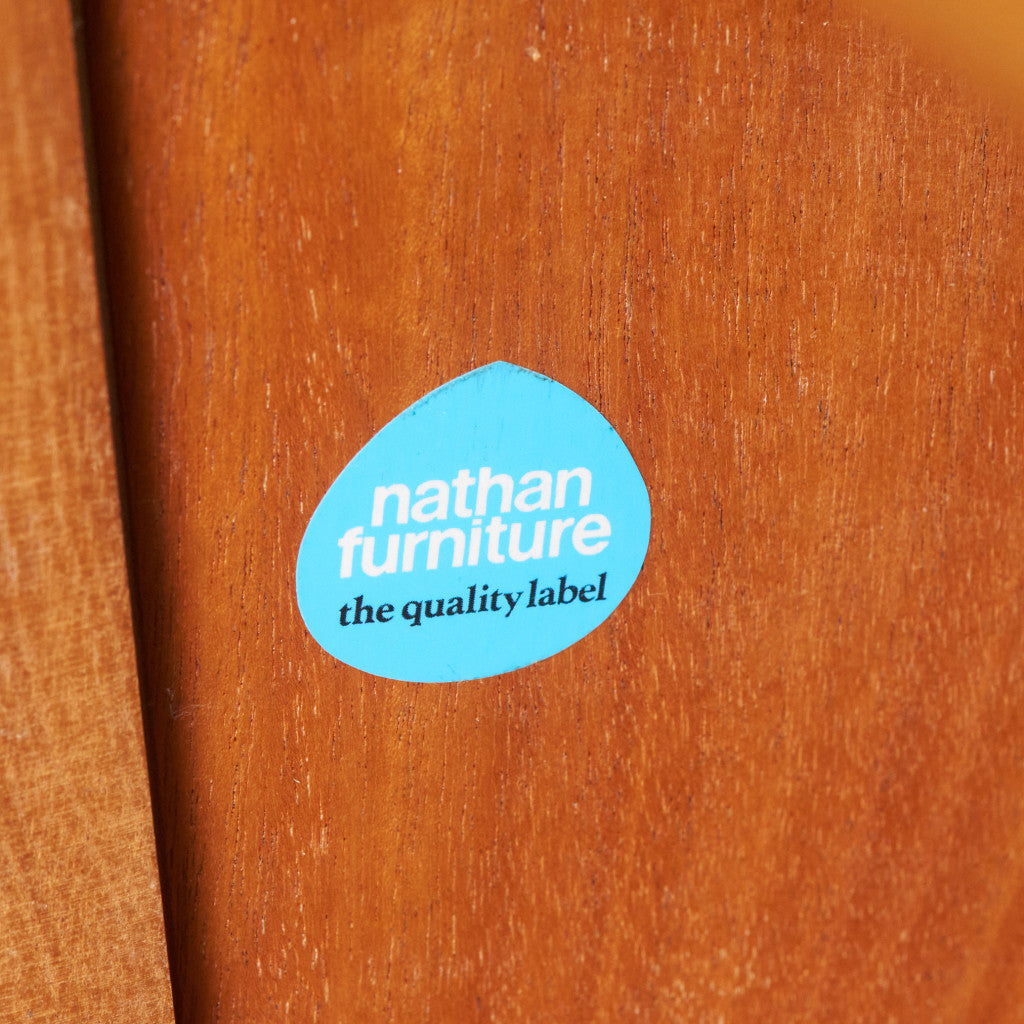 nathan
furniture
the quality label